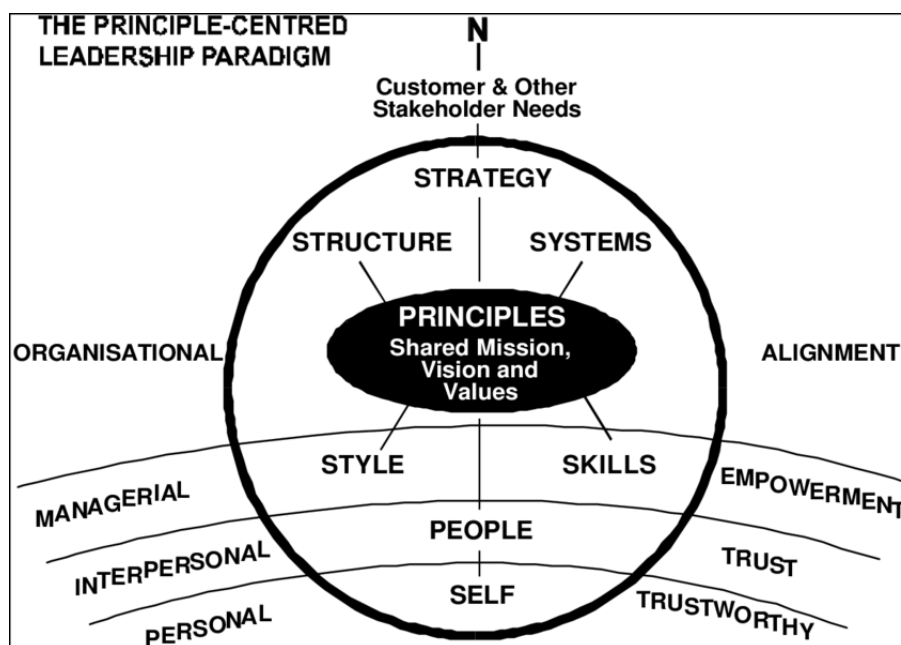 THE PRINCIPLE-CENTRED
LEADERSHIP PARADIGM
N
Customer & Other
Stakeholder Needs
STRATEGY
STRUCTURE
SYSTEMS
PRINCIPLES
Shared Mission,
Vision and
Values
ORGANISATIONAL
ALIGNMENT
STYLE
SKILLS
MANAGERIAL
EMPOWERMENT
PEOPLE
INTERPERSONAL
TRUST
SELF
PERSONAL
TRUSTWORTHY